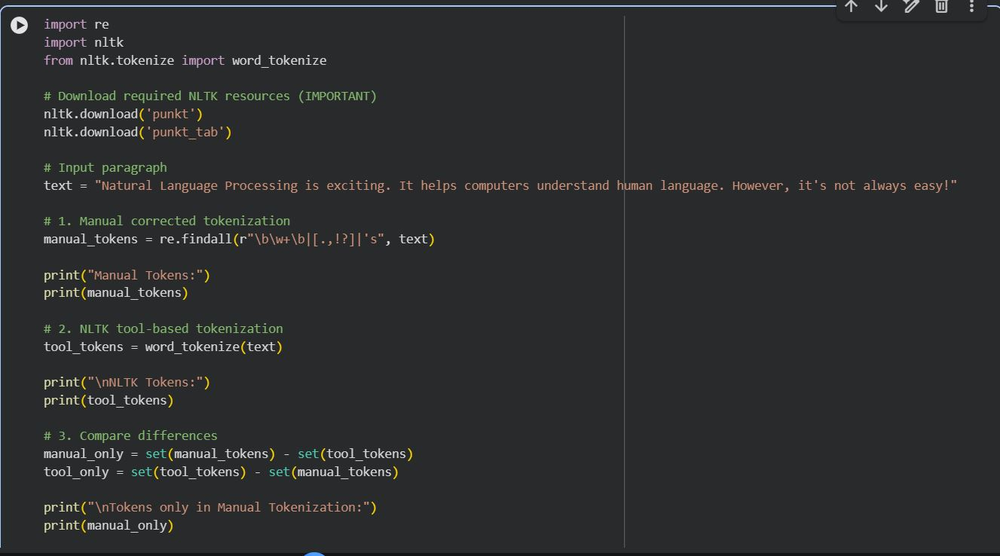 import re
import nltk
from nltk.tokenize import word_tokenize
# Download required NLTK resources (IMPORTANT)
nltk.download('punkt')
nltk.download('punkt_tab')
# Input paragraph
text = "Natural Language Processing is exciting. It helps computers understand human language. However, it's not always easy!"
# 1. Manual corrected tokenization
manual_tokens = re.findall(r"\b\w+\b|[.,!?]|'s", text)
print("Manual Tokens:")
print(manual_tokens)
# 2. NLTK tool-based tokenization
tool_tokens = word_tokenize(text)
print("\nNLTK Tokens:")
print(tool_tokens)
# 3. Compare differences
manual_only = set(manual_tokens) - set(tool_tokens)
tool_only = set(tool_tokens) - set(manual_tokens)
print("\nTokens only in Manual Tokenization:")
print(manual_only)